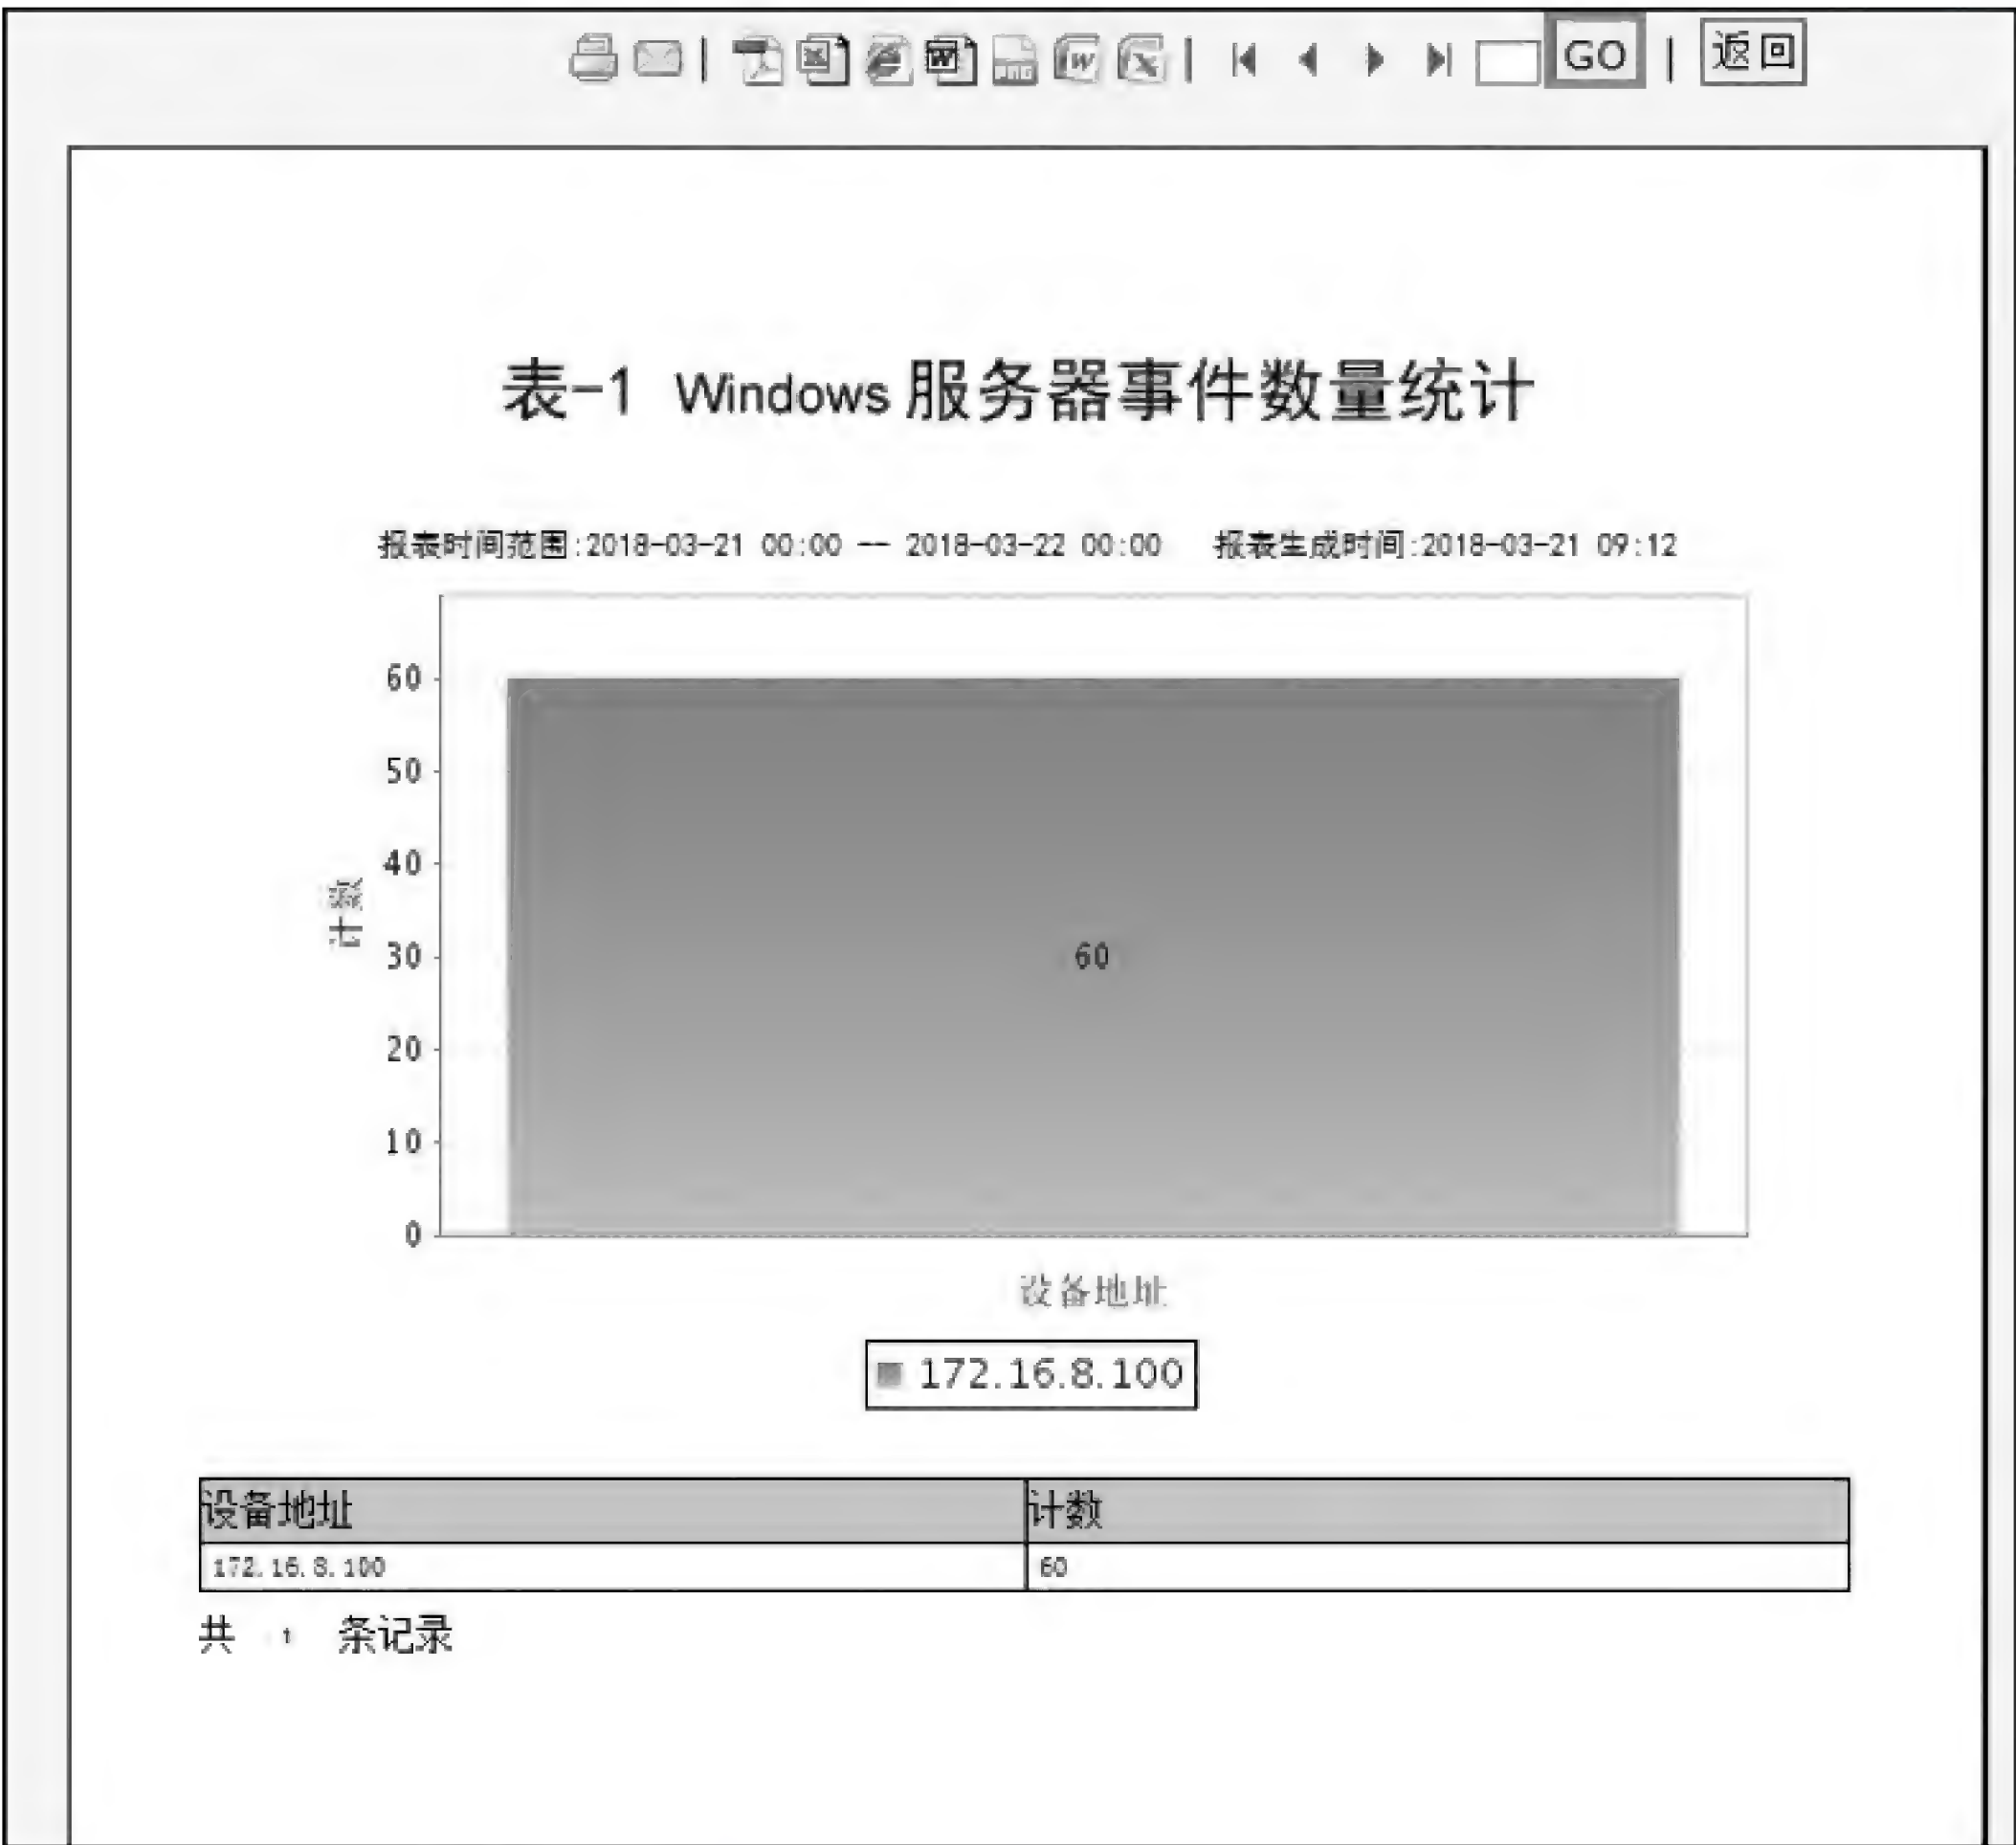 GO | 返回
表-1 Windows 服务器事件数量统计
报表时间范围:2018-03-21 00:00 -- 2018-03-22 00:00 报表生成时间:2018-03-21 09:12
60
50
40
30
20
10
0
计数
60
设备地址
172.16.8.100
设备地址 计数
172.16.8.100 60
共 1 条记录